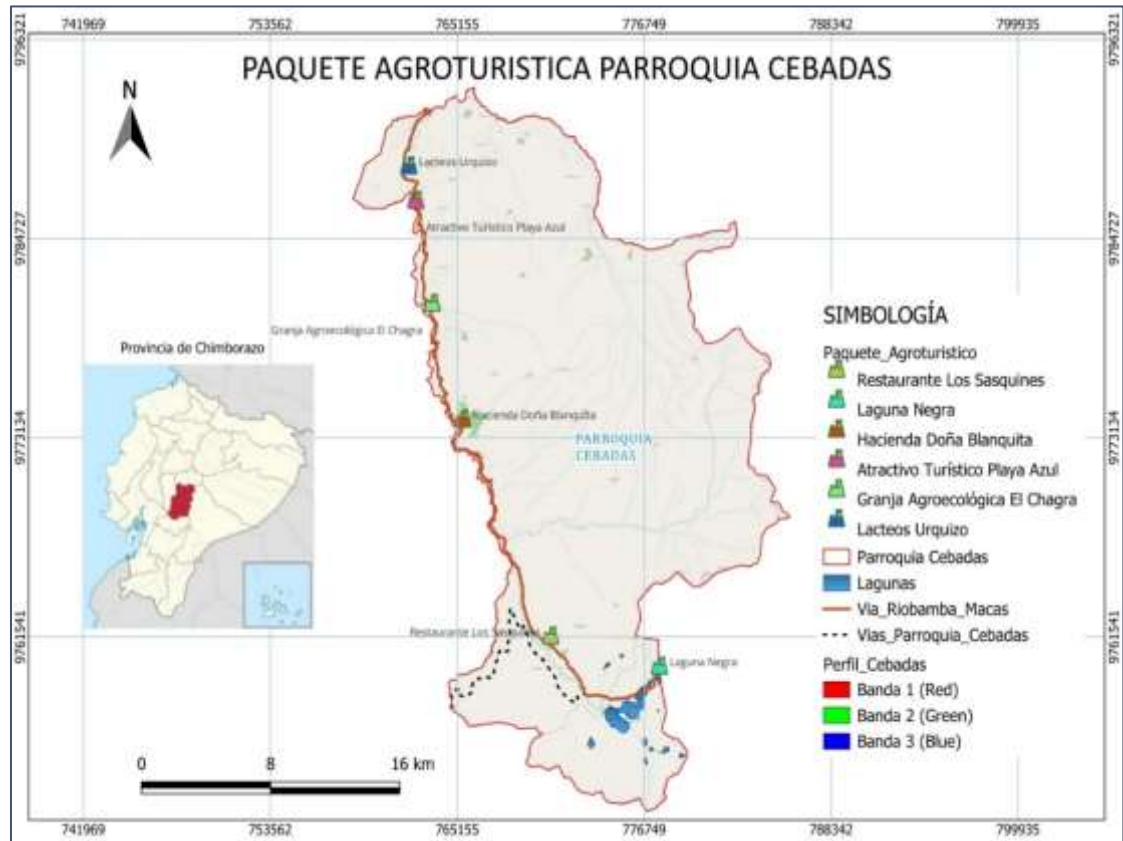 741969 753562 765155 776749 788342 799935
9796321 9796321
PAQUETE AGROTURISTICA PARROQUIA CEBADAS
N
Lacteos Urquizo
Atractivo Turístico Playa Azul
9784727 9784727
Granja Agroecológica El Chagra
Provincia de Chimborazo
Hacienda Doña Blanquita
9773134 9773134
PARROQUIA
CEBADAS
Restaurante Los Sasquines
9761541 9761541
Laguna Negra
SIMBOLOGÍA
Paquete_Agroturistico
Restaurante Los Sasquines
Laguna Negra
Hacienda Doña Blanquita
Atractivo Turístico Playa Azul
Granja Agroecológica El Chagra
Lacteos Urquizo
Parroquia Cebadas
Lagunas
Via_Riobamba_Macas
Vias_Parroquia_Cebadas
Perfil_Cebadas
Banda 1 (Red)
Banda 2 (Green)
Banda 3 (Blue)
0 8 16 km
741969 753562 765155 776749 788342 799935